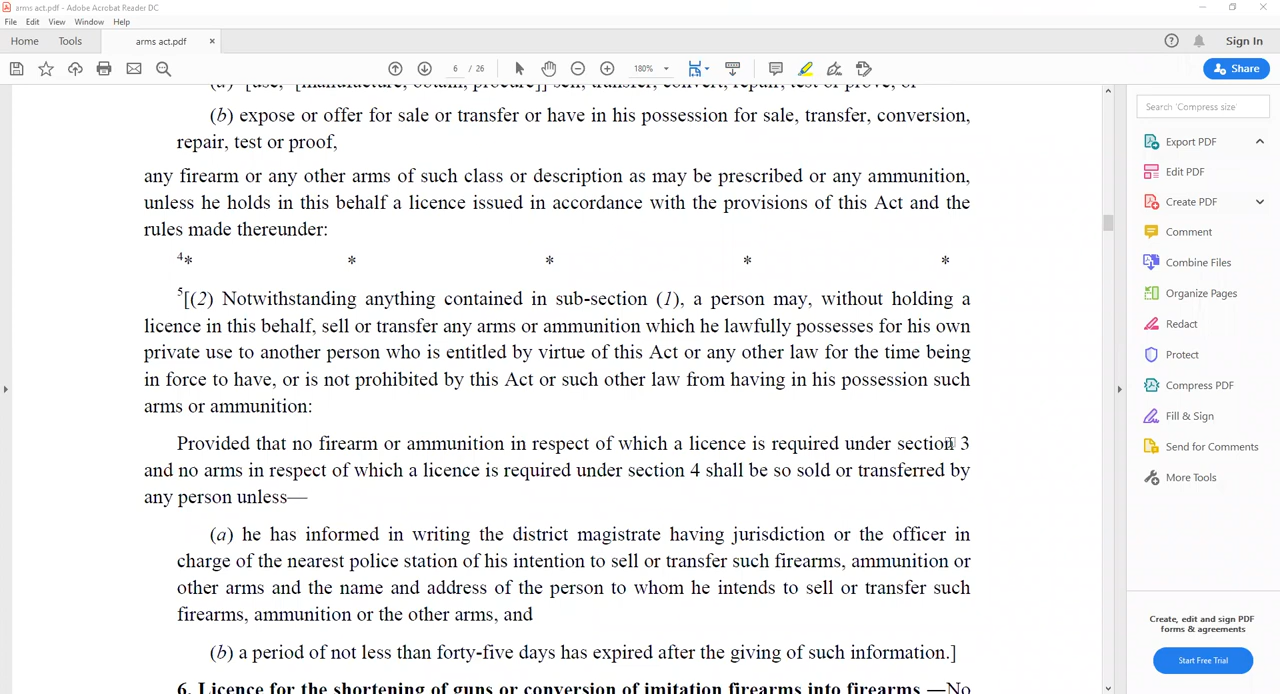 arms act.pdf - Adobe Acrobat Reader DC
File Edit View Window Help
Home Tools arms act.pdf × Sign In
6 / 26 180% Share
(a) [use, [manufacture, obtain, procure]] sell, transfer, convert, repair, test or prove, or
(b) expose or offer for sale or transfer or have in his possession for sale, transfer, conversion,
repair, test or proof,
any firearm or any other arms of such class or description as may be prescribed or any ammunition,
unless he holds in this behalf a licence issued in accordance with the provisions of this Act and the
rules made thereunder:
4* * * * *
5[(2) Notwithstanding anything contained in sub-section (1), a person may, without holding a
licence in this behalf, sell or transfer any arms or ammunition which he lawfully possesses for his own
private use to another person who is entitled by virtue of this Act or any other law for the time being
in force to have, or is not prohibited by this Act or such other law from having in his possession such
arms or ammunition:
Provided that no firearm or ammunition in respect of which a licence is required under section 3
and no arms in respect of which a licence is required under section 4 shall be so sold or transferred by
any person unless—
(a) he has informed in writing the district magistrate having jurisdiction or the officer in
charge of the nearest police station of his intention to sell or transfer such firearms, ammunition or
other arms and the name and address of the person to whom he intends to sell or transfer such
firearms, ammunition or the other arms, and
(b) a period of not less than forty-five days has expired after the giving of such information.]
6. Licence for the shortening of guns or conversion of imitation firearms into firearms.—No
Search 'Compress size'
Export PDF
Edit PDF
Create PDF
Comment
Combine Files
Organize Pages
Redact
Protect
Compress PDF
Fill & Sign
Send for Comments
More Tools
Create, edit and sign PDF
forms & agreements
Start Free Trial